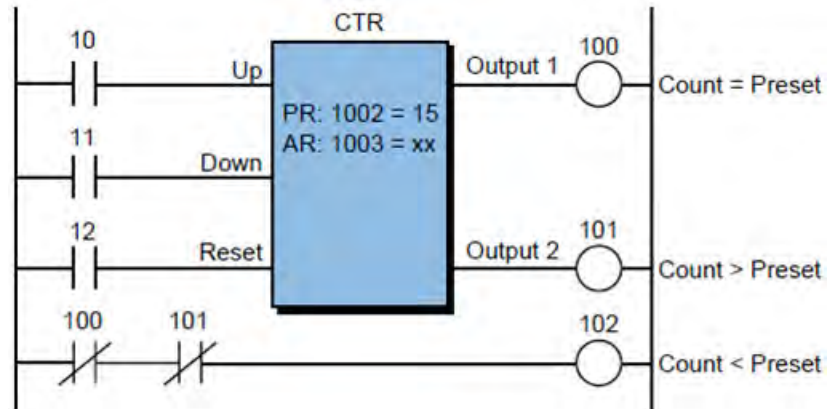 CTR
10
Up
Output 1
100
Count = Preset
PR: 1002 = 15
AR: 1003 = xx
11
Down
12
Reset
Output 2
101
Count > Preset
100
101
102
Count < Preset